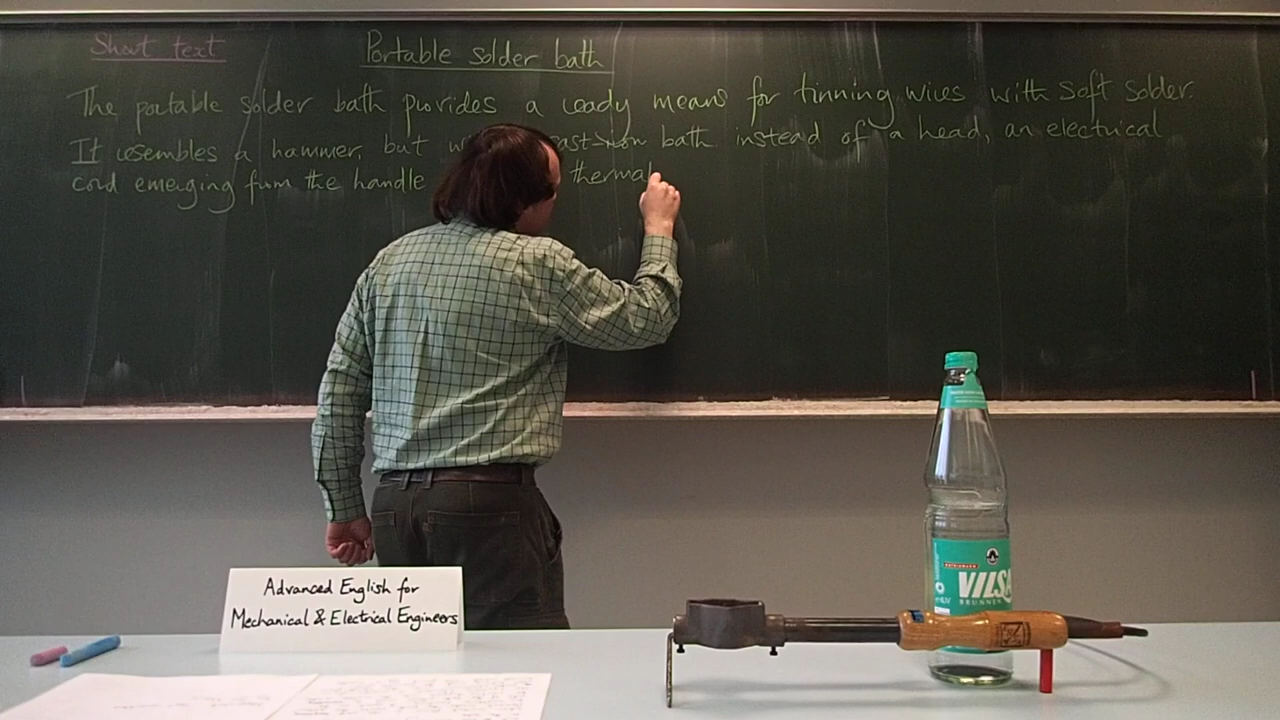 Short text
Portable solder bath
The portable solder bath provides a ready means for tinning wires with soft solder.
It resembles a hammer, but w ast-iron bath instead of a head, an electrical
cord emerging from the handle thermal
Advanced English for
Mechanical & Electrical Engineers
VILSA
BRUNNEN